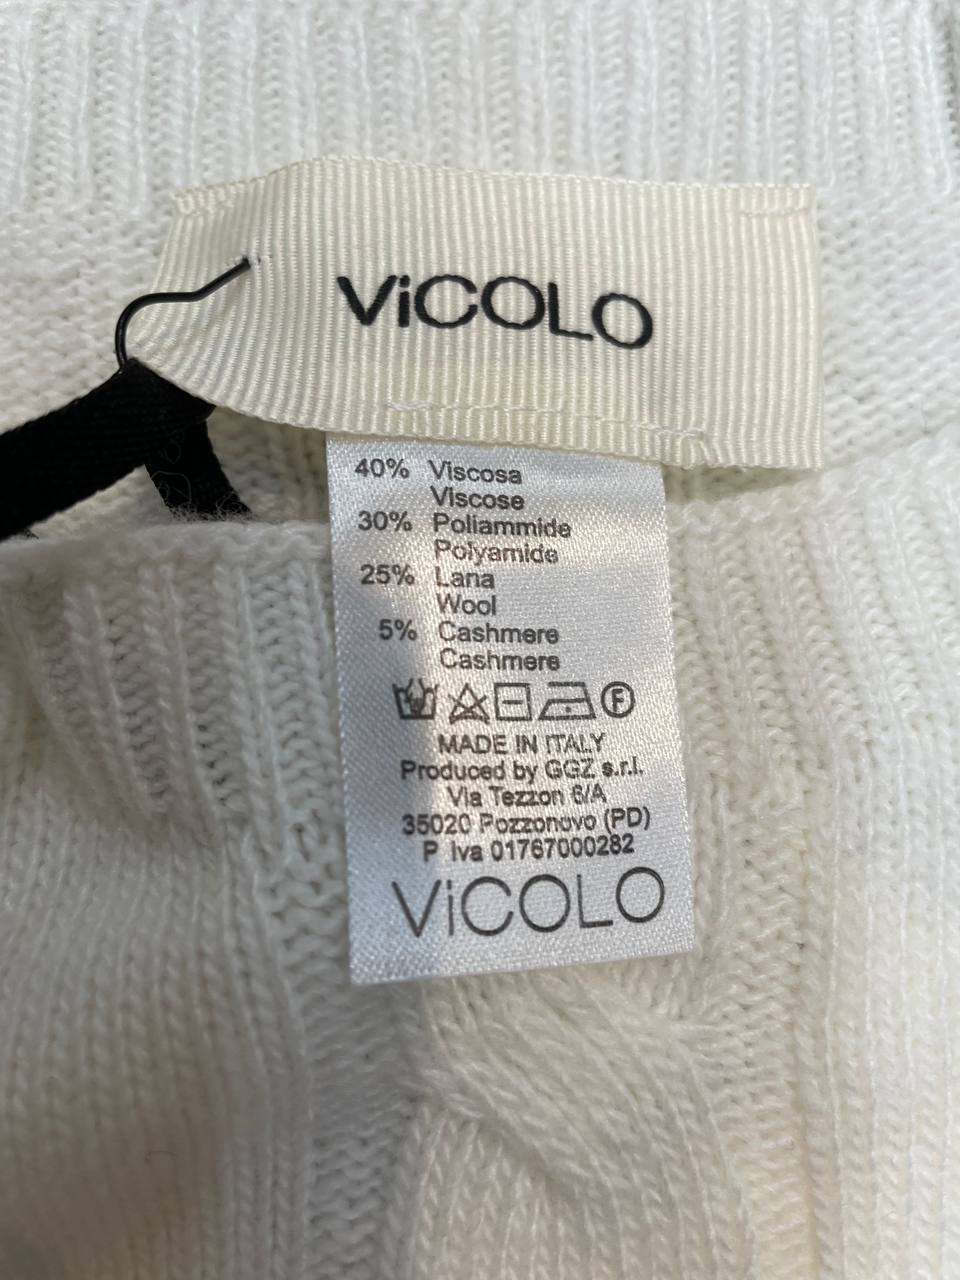 ViCOLO
40% Viscosa
Viscose
30% Poliammide
Polyamide
25% Lana
Wool
5% Cashmere
Cashmere
F
MADE IN ITALY
Produced by GGZ s.r.l.
Via Tezzon 6/A
35020 Pozzonovo (PD)
P Iva 01767000282
ViCOLO